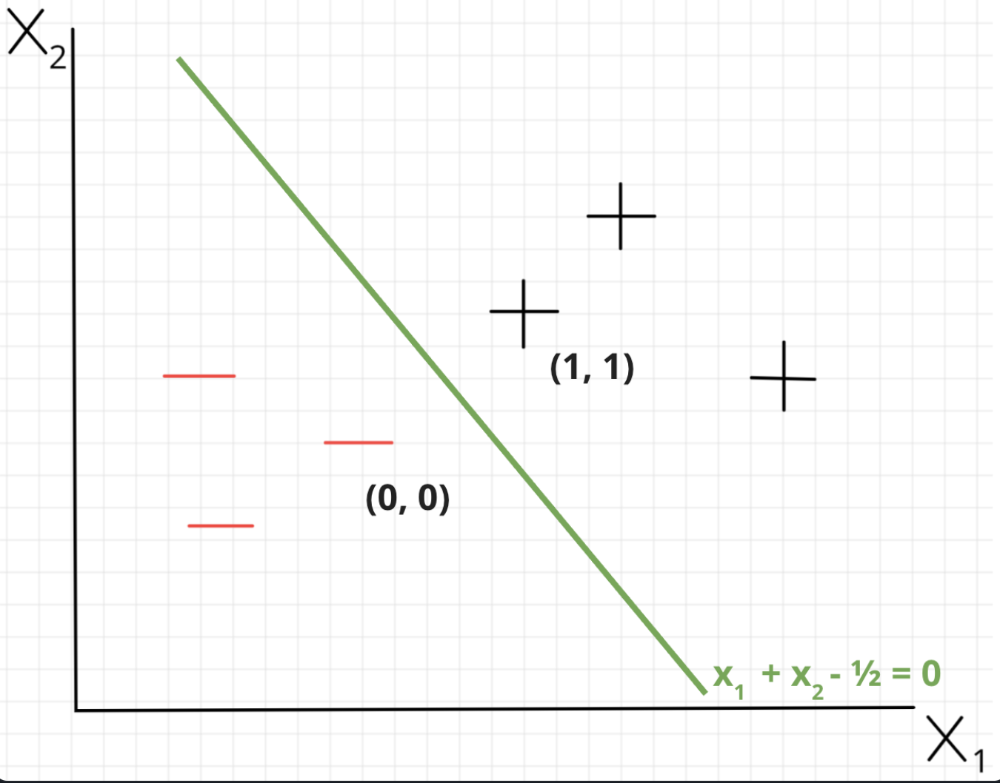 X₂
(1, 1)
(0, 0)
x₁ + x₂ - ½ = 0
X₁